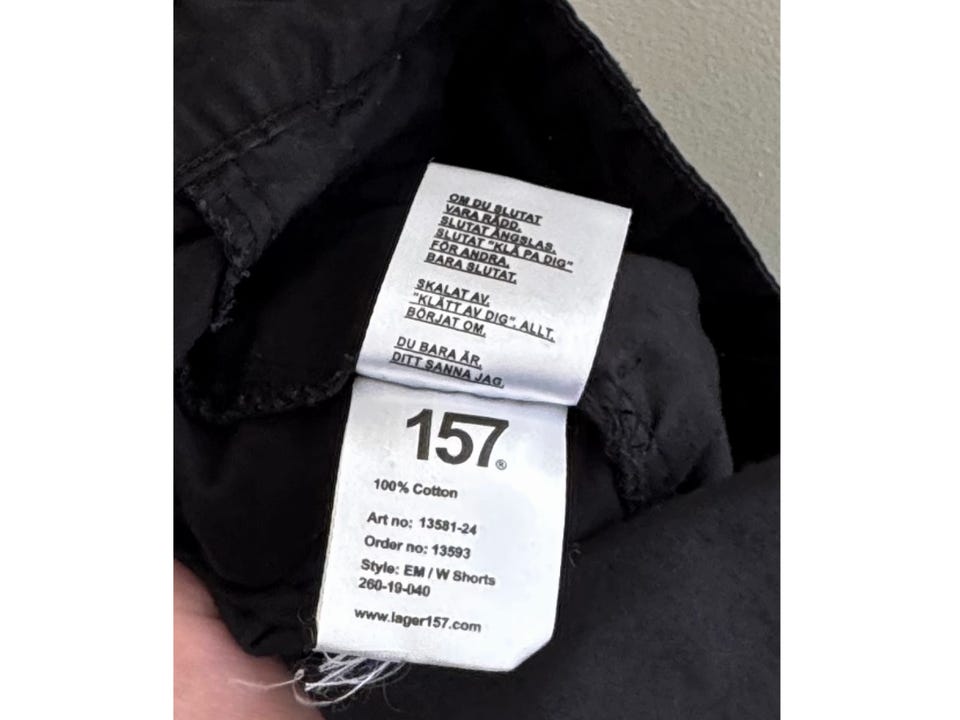 OM DU SLUTAT
VARA RÄDD.
SLUTAT ÄNGSLAS.
SLUTAT "KLÄ PÅ DIG"
FÖR ANDRA.
BARA SLUTAT.
SKALAT AV.
"KLÄTT AV DIG". ALLT.
BÖRJAT OM.
DU BARA ÄR.
DITT SANNA JAG.
157®
100% Cotton
Art no: 13581-24
Order no: 13593
Style: EM / W Shorts
260-19-040
www.lager157.com